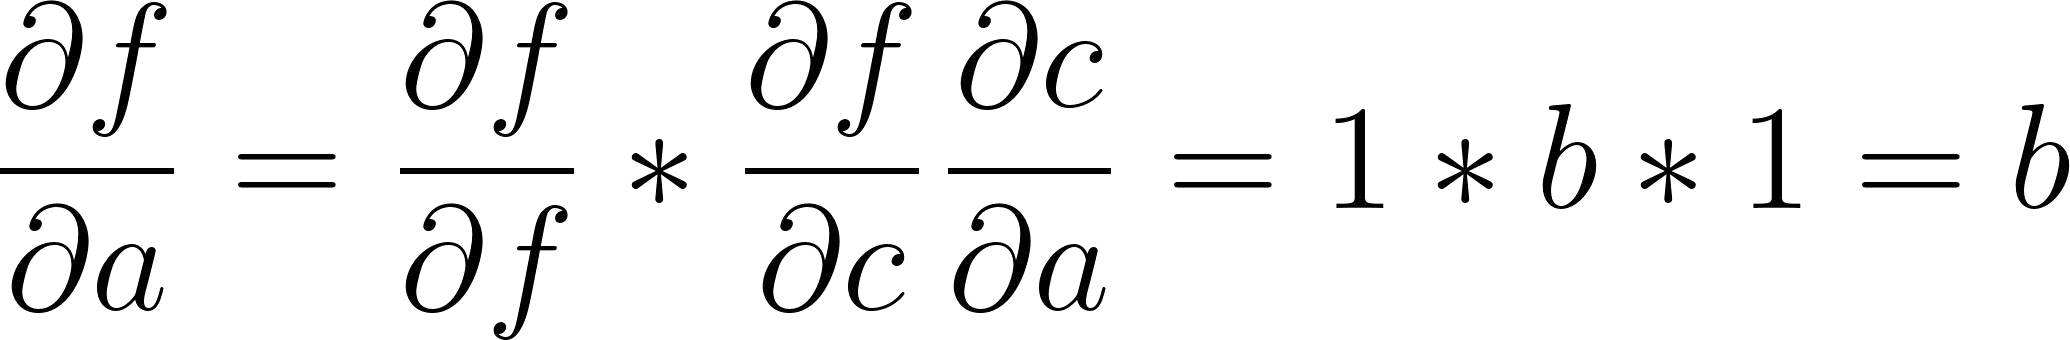 ∂f/∂a = ∂f/∂f * ∂f/∂c ∂c/∂a = 1 * b * 1 = b